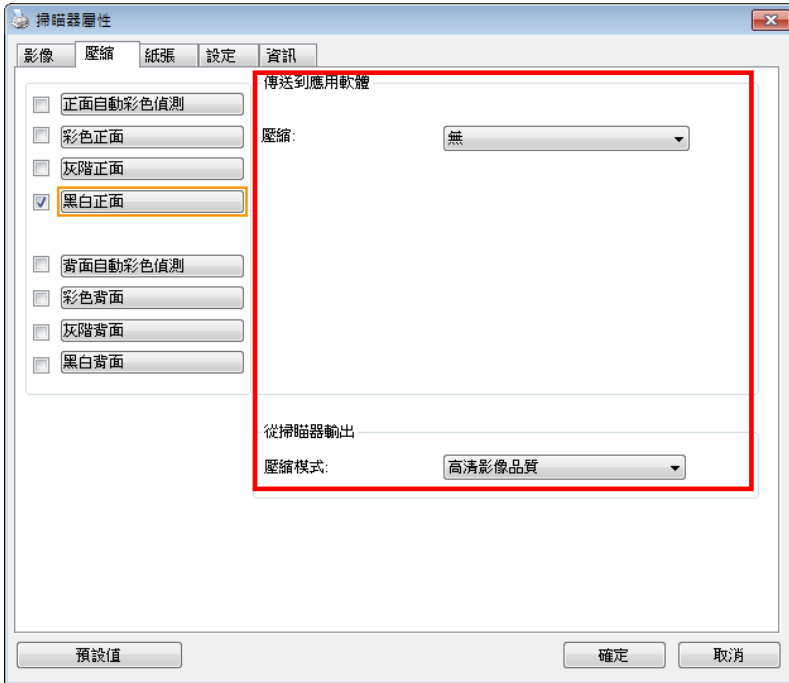 掃瞄器屬性
影像 壓縮 紙張 設定 資訊
正面自動彩色偵測
彩色正面
灰階正面
黑白正面
背面自動彩色偵測
彩色背面
灰階背面
黑白背面
傳送到應用軟體
壓縮: 無
從掃瞄器輸出
壓縮模式: 高清影像品質
預設值 確定 取消